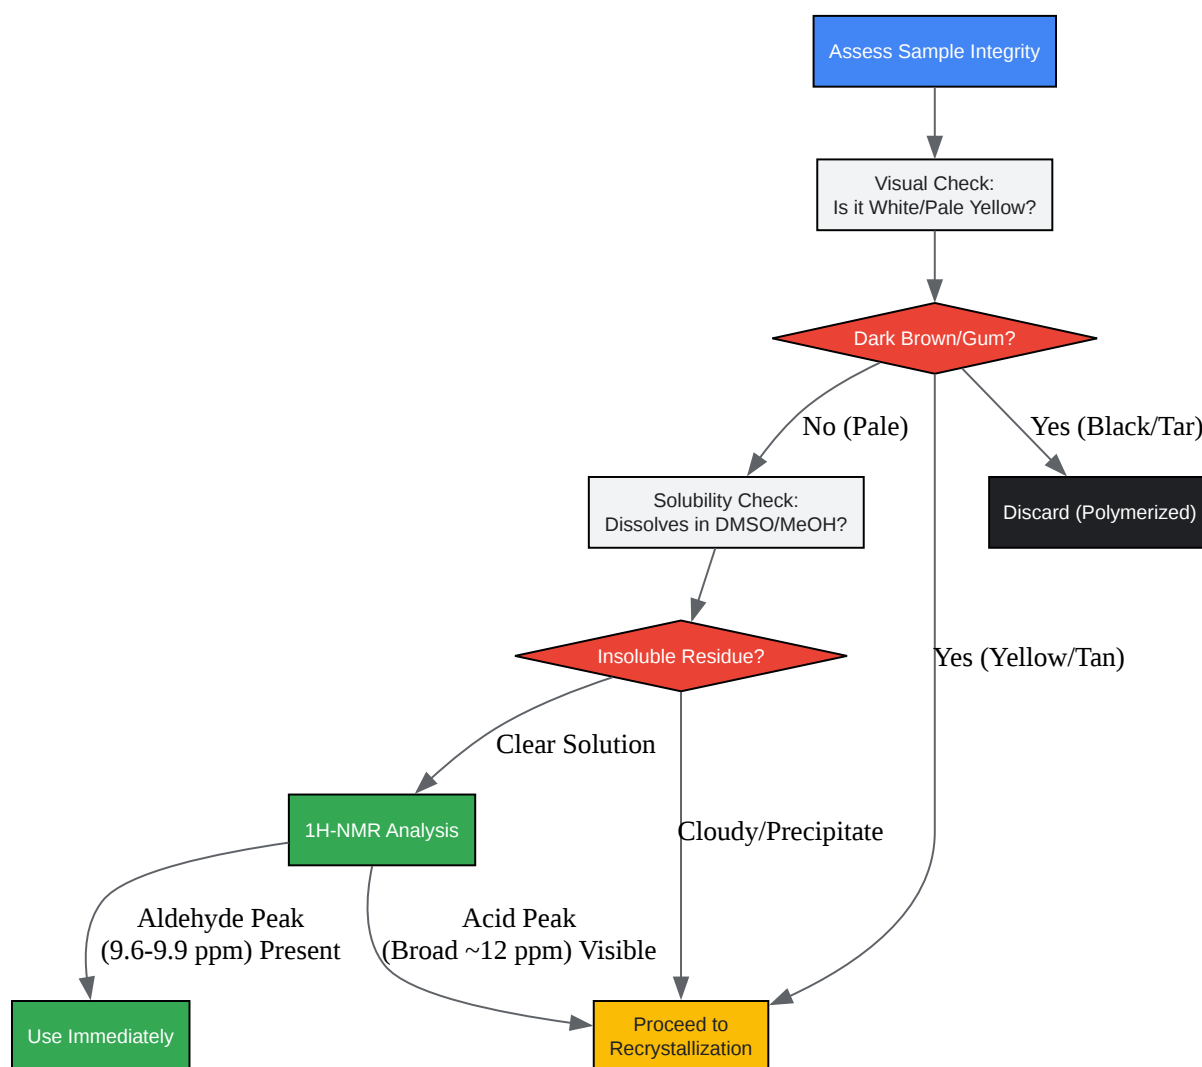 Assess Sample Integrity
Visual Check:
Is it White/Pale Yellow?
Dark Brown/Gum?
No (Pale)
Yes (Black/Tar)
Solubility Check:
Dissolves in DMSO/MeOH?
Discard (Polymerized)
Insoluble Residue?
Yes (Yellow/Tan)
Clear Solution
1H-NMR Analysis
Cloudy/Precipitate
Aldehyde Peak
(9.6-9.9 ppm) Present
Acid Peak
(Broad ~12 ppm) Visible
Use Immediately
Proceed to
Recrystallization